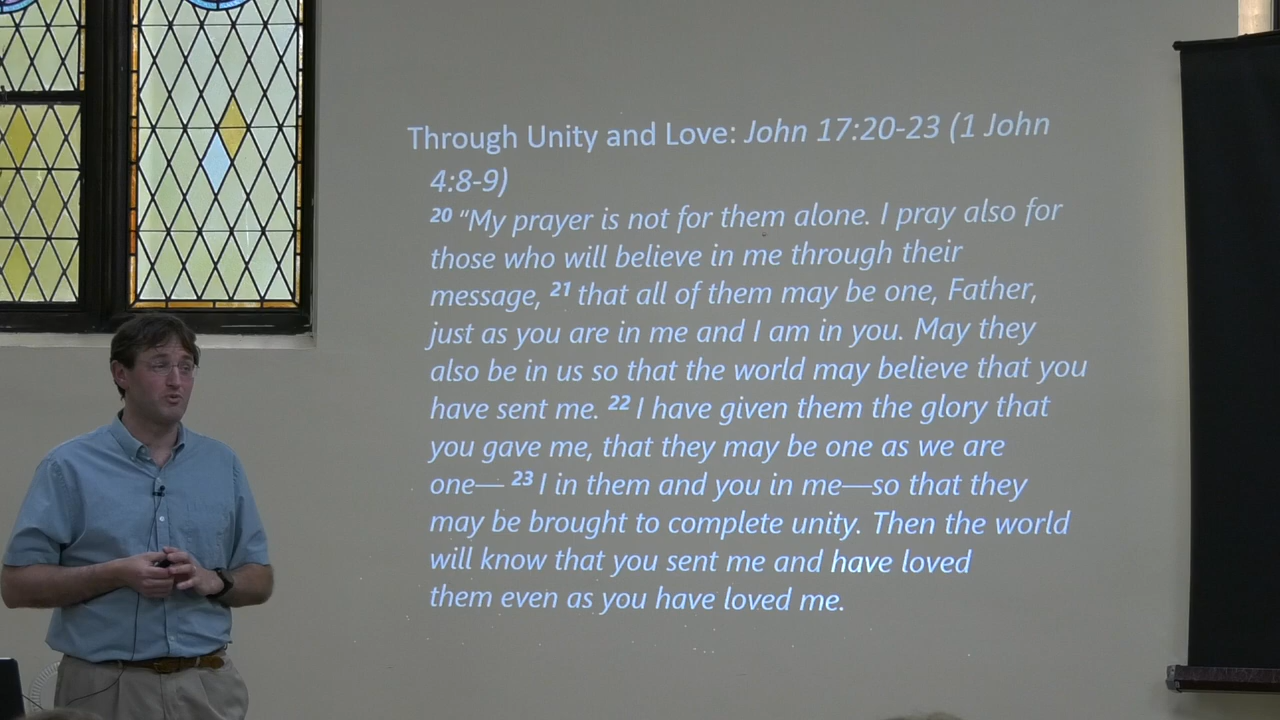 Through Unity and Love: John 17:20-23 (1 John
4:8-9)
20 “My prayer is not for them alone. I pray also for
those who will believe in me through their
message, 21 that all of them may be one, Father,
just as you are in me and I am in you. May they
also be in us so that the world may believe that you
have sent me. 22 I have given them the glory that
you gave me, that they may be one as we are
one— 23 I in them and you in me—so that they
may be brought to complete unity. Then the world
will know that you sent me and have loved
them even as you have loved me.